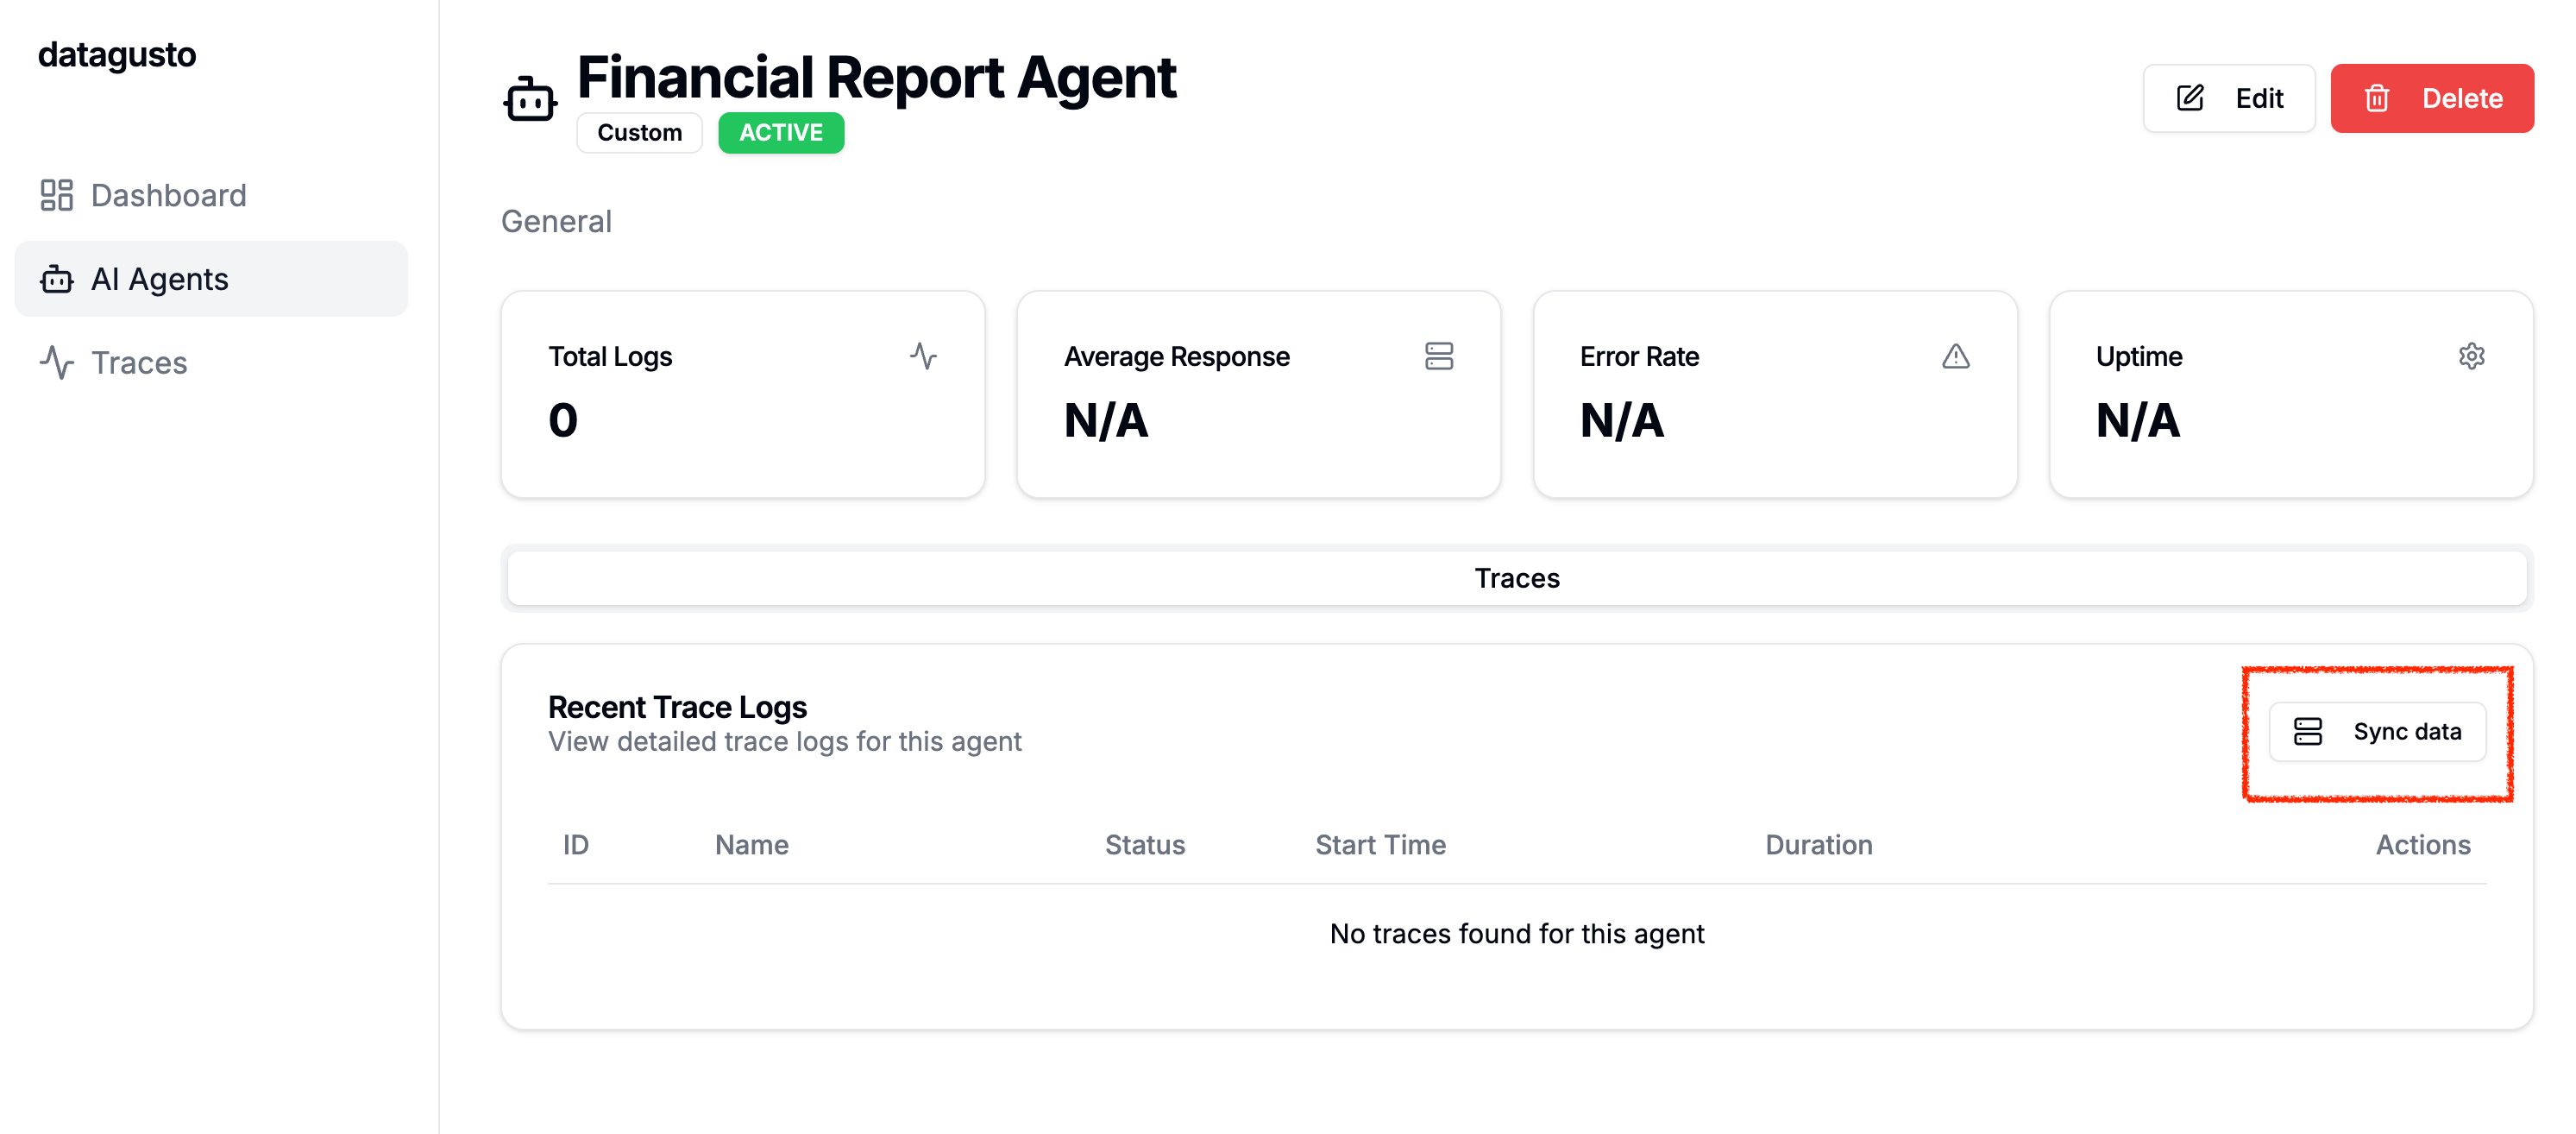 datagusto
Dashboard
AI Agents
Traces
Financial Report Agent
Custom
ACTIVE
Edit
Delete
General
Total Logs
0
Average Response
N/A
Error Rate
N/A
Uptime
N/A
Traces
Recent Trace Logs
View detailed trace logs for this agent
Sync data
ID Name Status Start Time Duration Actions
No traces found for this agent